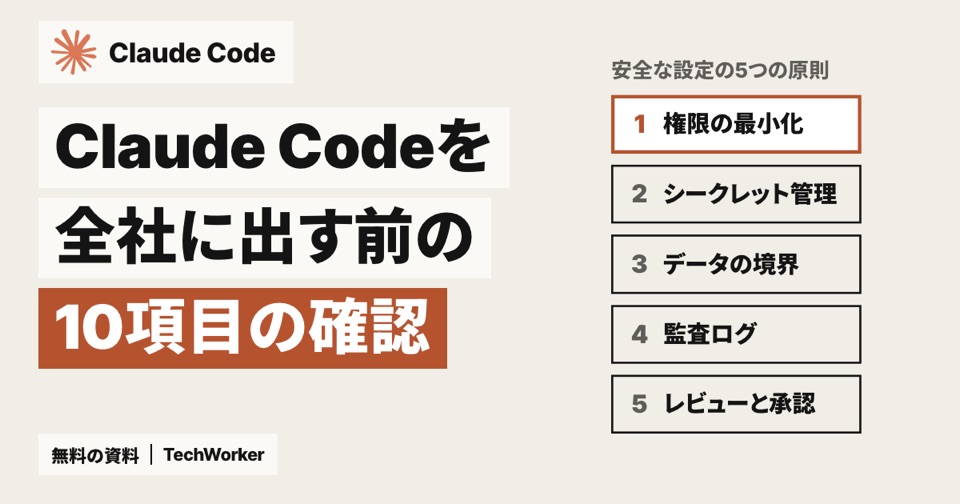 Claude Code
Claude Codeを
全社に出す前の
10項目の確認
無料の資料 | TechWorker
安全な設定の5つの原則
1 権限の最小化
2 シークレット管理
3 データの境界
4 監査ログ
5 レビューと承認